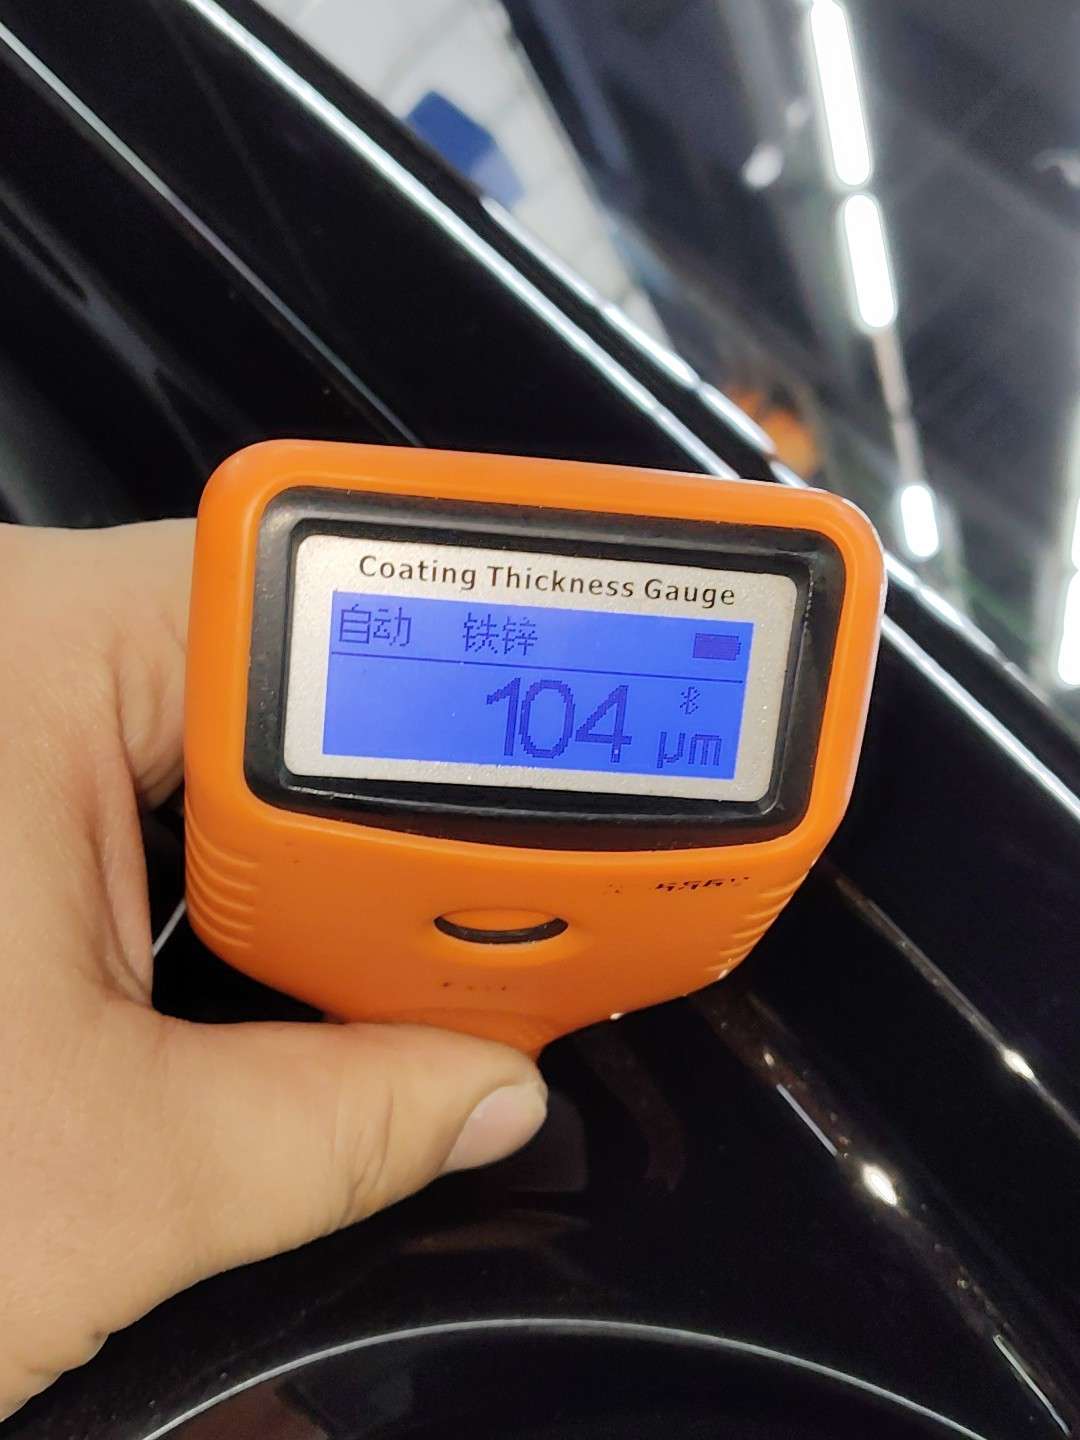 Coating Thickness Gauge
自动 铁锌
104 μm